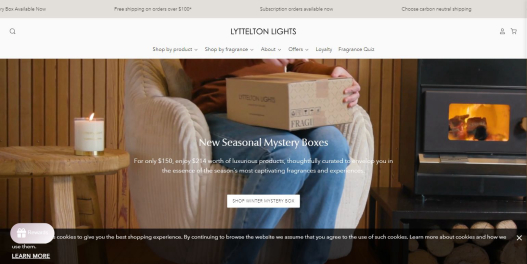 ry Box Available Now
Free shipping on orders over $100*
Subscription orders available now
Choose carbon neutral shipping
LYTTELTON LIGHTS
Shop by product
Shop by fragrance
About
Offers
Loyalty
Fragrance Quiz
LYTTELTON LIGHTS
FRAGILE
New Seasonal Mystery Boxes
For only $150, enjoy $214 worth of luxurious products, thoughtfully curated to envelop you in
the essence of the season's most captivating fragrances and experiences.
SHOP WINTER MYSTERY BOX
cookies to give you the best shopping experience. By continuing to browse the website we assume that you agree to the use of such cookies. Learn more about cookies and how we
use them.
LEARN MORE